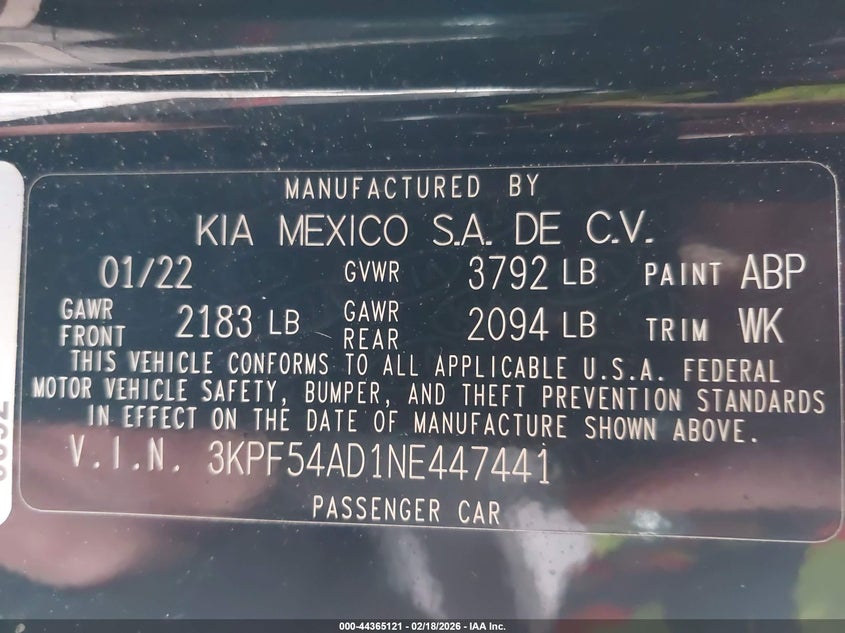 MANUFACTURED BY
KIA MEXICO S.A. DE C.V.
01/22 GVWR 3792 LB PAINT ABP
GAWR FRONT 2183 LB GAWR REAR 2094 LB TRIM WK
THIS VEHICLE CONFORMS TO ALL APPLICABLE U.S.A. FEDERAL
MOTOR VEHICLE SAFETY, BUMPER, AND THEFT PREVENTION STANDARDS
IN EFFECT ON THE DATE OF MANUFACTURE SHOWN ABOVE.
V.I.N. 3KPF54AD1NE447441
PASSENGER CAR
000-44365121 - 02/18/2026 - IAA Inc.